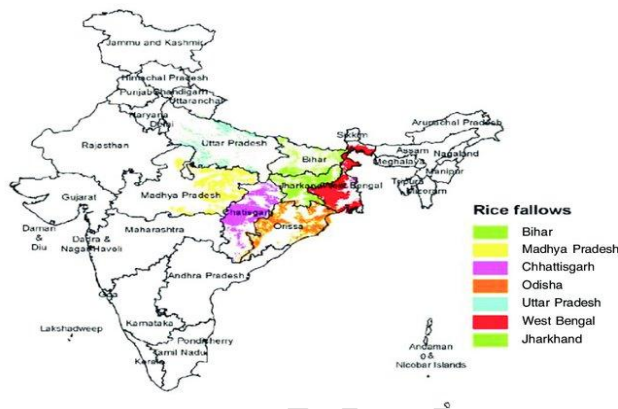 Jammu and Kashmir
Himachal Pradesh
Punjab
Chandigarh
Uttaranchal
Haryana
Delhi
Rajasthan
Uttar Pradesh
Sikkim
Arunachal Pradesh
Assam
Nagaland
Meghalaya
Manipur
Tripura
Mizoram
Bihar
Jharkand
West Bengal
Gujarat
Madhya Pradesh
Chatisgarh
Orissa
Daman
&
Diu
Dadra &
Nagar Haveli
Maharashtra
Andhra Pradesh
Goa
Karnataka
Lakshadweep
Pondicherry
Tamil Nadu
Kerala
Andaman
&
Nicobar Islands
Rice fallows
Bihar
Madhya Pradesh
Chhattisgarh
Odisha
Uttar Pradesh
West Bengal
Jharkhand